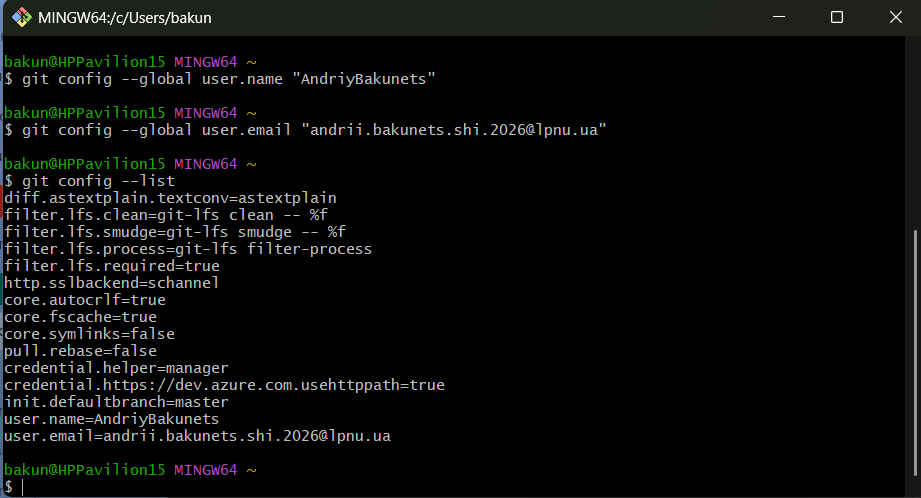 MINGW64:/c/Users/bakun
bakun@HPPavilion15 MINGW64 ~
$ git config --global user.name "AndriyBakunets"
bakun@HPPavilion15 MINGW64 ~
$ git config --global user.email "andrii.bakunets.shi.2026@lpnu.ua"
bakun@HPPavilion15 MINGW64 ~
$ git config --list
diff.astextplain.textconv=astextplain
filter.lfs.clean=git-lfs clean -- %f
filter.lfs.smudge=git-lfs smudge -- %f
filter.lfs.process=git-lfs filter-process
filter.lfs.required=true
http.sslbackend=schannel
core.autocrlf=true
core.fscache=true
core.symlinks=false
pull.rebase=false
credential.helper=manager
credential.https://dev.azure.com.usehttppath=true
init.defaultbranch=master
user.name=AndriyBakunets
user.email=andrii.bakunets.shi.2026@lpnu.ua
bakun@HPPavilion15 MINGW64 ~
$